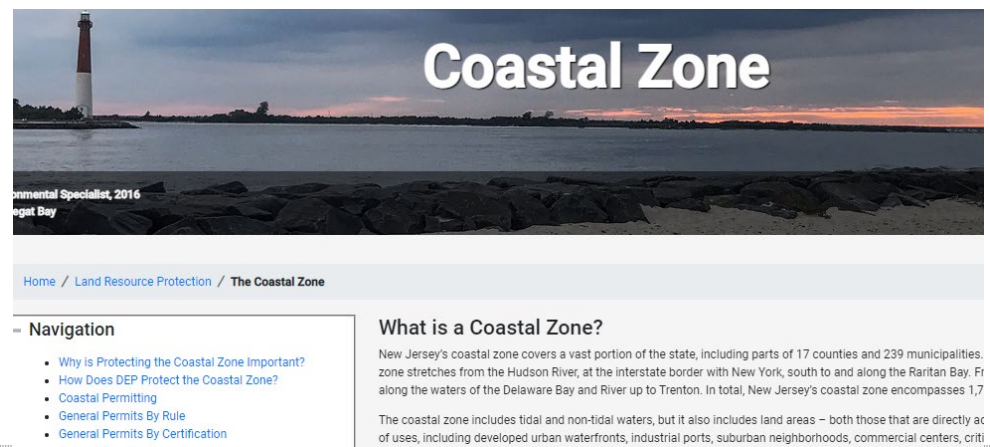 Coastal Zone
onmental Specialist, 2016
egat Bay
Home / Land Resource Protection / The Coastal Zone
Navigation
Why is Protecting the Coastal Zone Important?
How Does DEP Protect the Coastal Zone?
Coastal Permitting
General Permits By Rule
General Permits By Certification
What is a Coastal Zone?
New Jersey's coastal zone covers a vast portion of the state, including parts of 17 counties and 239 municipalities.
zone stretches from the Hudson River, at the interstate border with New York, south to and along the Raritan Bay. Fr
along the waters of the Delaware Bay and River up to Trenton. In total, New Jersey's coastal zone encompasses 1,7
The coastal zone includes tidal and non-tidal waters, but it also includes land areas – both those that are directly ad
of uses, including developed urban waterfronts, industrial ports, suburban neighborhoods, commercial centers, crit